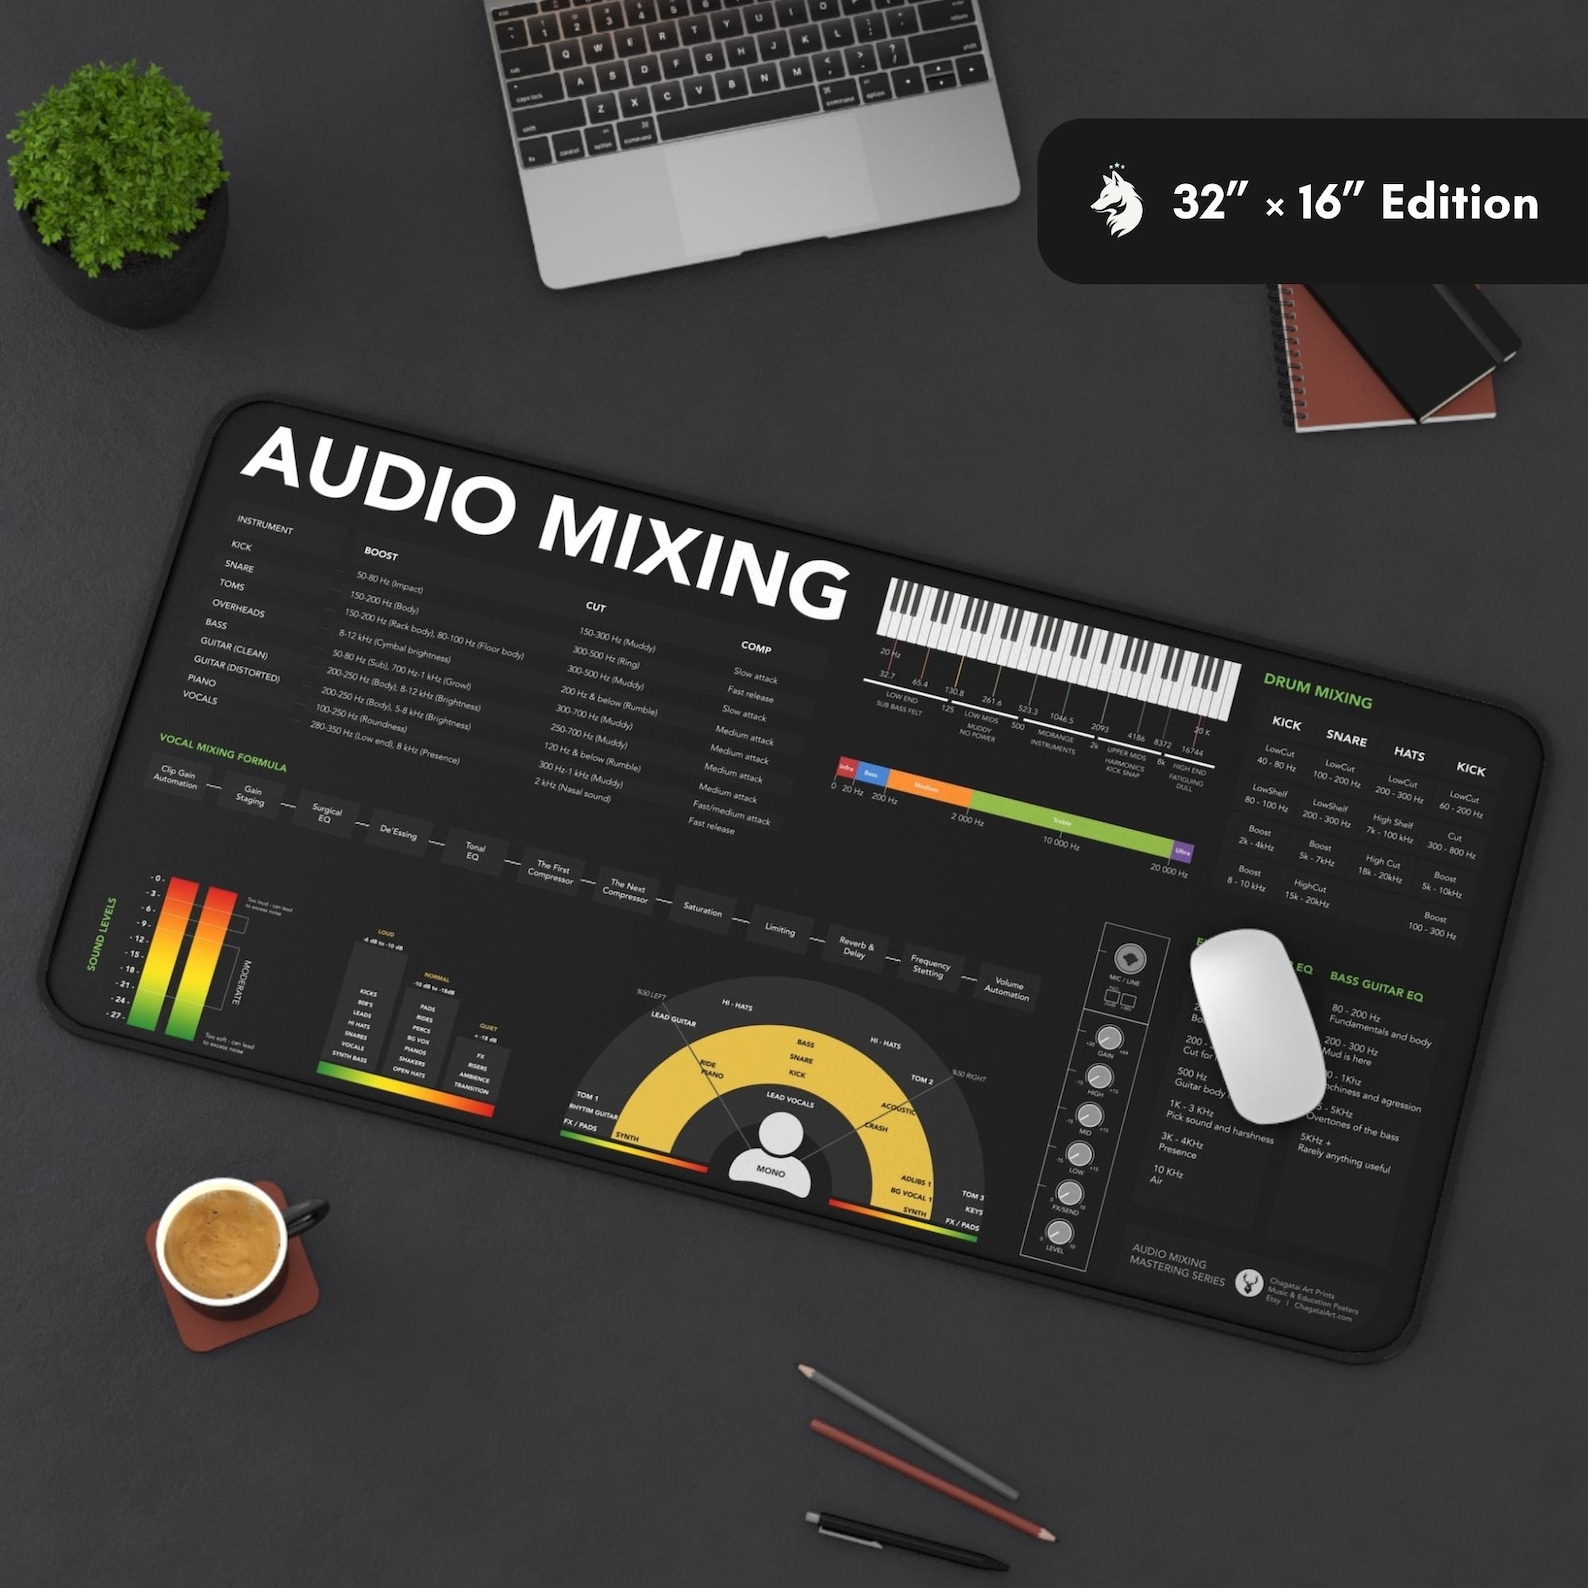 32” × 16” Edition
AUDIO MIXING
INSTRUMENT
KICK
SNARE
TOMS
OVERHEADS
BASS
GUITAR (CLEAN)
GUITAR (DISTORTED)
PIANO
VOCALS
BOOST
50-80 Hz (Impact)
150-200 Hz (Body)
150-200 Hz (Rack body), 80-100 Hz (Floor body)
8-12 kHz (Cymbal brightness)
50-80 Hz (Sub), 700 Hz-1 kHz (Growl)
200-250 Hz (Body), 8-12 kHz (Brightness)
200-250 Hz (Body), 5-8 kHz (Brightness)
100-250 Hz (Roundness)
280-350 Hz (Low end), 8 kHz (Presence)
CUT
150-300 Hz (Muddy)
300-500 Hz (Ring)
300-500 Hz (Muddy)
200 Hz & below (Rumble)
300-700 Hz (Muddy)
250-700 Hz (Muddy)
120 Hz & below (Rumble)
300 Hz-1 kHz (Muddy)
2 kHz (Nasal sound)
COMP
Slow attack
Fast release
Slow attack
Medium attack
Medium attack
Medium attack
Medium attack
Fast/medium attack
Fast release
20 Hz
20 K
32.7
65.4
130.8
261.6
523.3
1046.5
2093
4186
8372
16744
LOW END
SUB BASS FELT
125
LOW MIDS
MUDDY
NO POWER
500
MIDRANGE
INSTRUMENTS
2k
UPPER MIDS
HARMONICS
KICK SNAP
8k
HIGH END
FATIGUING
DULL
Infra
Bass
Medium
Treble
Ultra
0
20 Hz
200 Hz
2 000 Hz
10 000 Hz
20 000 Hz
DRUM MIXING
KICK
SNARE
HATS
KICK
LowCut
40 - 80 Hz
LowCut
100 - 200 Hz
LowCut
200 - 300 Hz
LowCut
60 - 200 Hz
LowShelf
80 - 100 Hz
LowShelf
200 - 300 Hz
High Shelf
7k - 100 kHz
Cut
300 - 800 Hz
Boost
2k - 4kHz
Boost
5k - 7kHz
High Cut
18k - 20kHz
Boost
5k - 10kHz
Boost
8 - 10 kHz
HighCut
15k - 20kHz
Boost
100 - 300 Hz
VOCAL MIXING FORMULA
Clip Gain
Automation
Gain
Staging
Surgical
EQ
De'Essing
Tonal
EQ
The First
Compressor
The Next
Compressor
Saturation
Limiting
Reverb &
Delay
Frequency
Stetting
Volume
Automation
SOUND LEVELS
- 0 -
- 3 -
- 6 -
- 9 -
- 12 -
- 15 -
- 18 -
- 21 -
- 24 -
- 27 -
Too loud - can lead
to excess noise
MODERATE
Too soft - can lead
to excess noise
LOUD
-6 dB to -10 dB
KICKS
808'S
LEADS
HI HATS
SNARES
VOCALS
SYNTH BASS
NORMAL
-10 dB to -18dB
PADS
RIDES
PERCS
BG VOX
PIANOS
SHAKERS
OPEN HATS
QUIET
< -18 dB
FX
RISERS
AMBIENCE
TRANSITION
%50 LEFT
LEAD GUITAR
HI - HATS
HI - HATS
TOM 2
%50 RIGHT
BASS
SNARE
KICK
RIDE
PIANO
LEAD VOCALS
ACOUSTIC
CRASH
TOM 1
RHYTIM GUITAR
FX / PADS
SYNTH
MONO
ADLIBS 1
BG VOCAL 1
SYNTH
TOM 3
KEYS
FX / PADS
MIC / LINE
GAIN
HIGH
MID
LOW
FX/SEND
LEVEL
EQ
200 -
Cut for
500 Hz
Guitar body
1K - 3 KHz
Pick sound and harshness
3K - 4KHz
Presence
10 KHz
Air
BASS GUITAR EQ
80 - 200 Hz
Fundamentals and body
200 - 300 Hz
Mud is here
- 1Khz
and agression
- 5KHz
Overtones of the bass
5KHz +
Rarely anything useful
AUDIO MIXING
MASTERING SERIES
Chagatai Art Prints
Music & Education Posters
Etsy | ChagataiArt.com